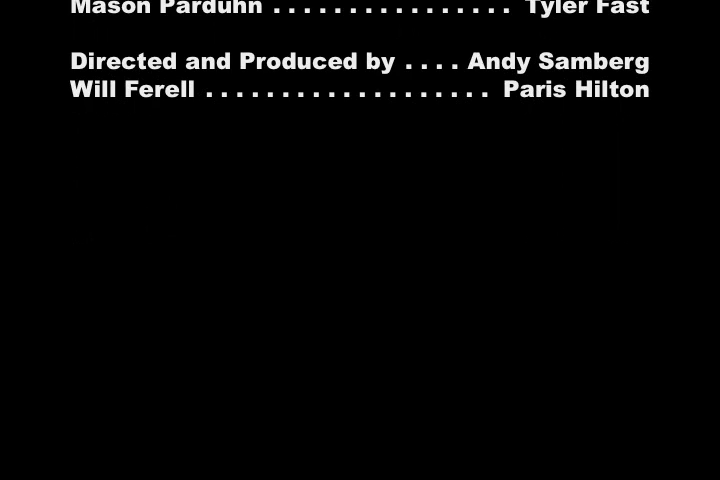 Mason Parduhn . . . . . . . . . . . . . . . . Tyler Fast
Directed and Produced by . . . . Andy Samberg
Will Ferell . . . . . . . . . . . . . . . . . . . Paris Hilton